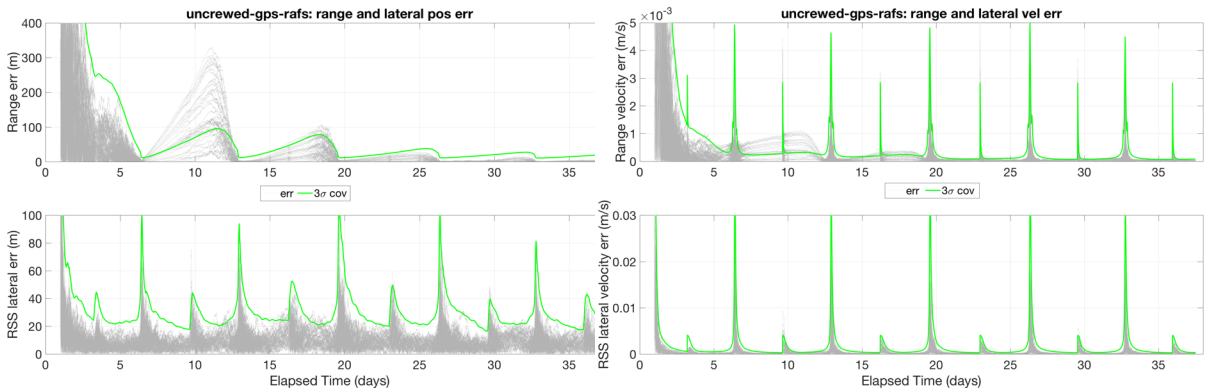 uncrewed-gps-rafs: range and lateral pos err
Range err (m)
400
300
200
100
0
0 5 10 15 20 25 30 35
err 3σ cov
RSS lateral err (m)
100
80
60
40
20
0
0 5 10 15 20 25 30 35
Elapsed Time (days)
uncrewed-gps-rafs: range and lateral vel err
×10⁻³
Range velocity err (m/s)
5
4
3
2
1
0
0 5 10 15 20 25 30 35
err 3σ cov
RSS lateral velocity err (m/s)
0.03
0.02
0.01
0
0 5 10 15 20 25 30 35
Elapsed Time (days)